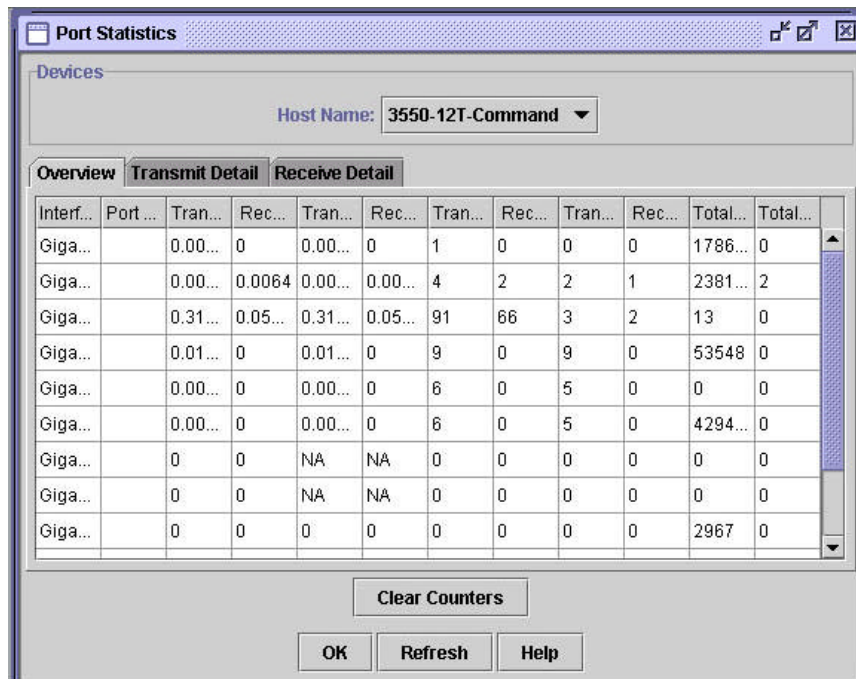 Port Statistics
Devices
Host Name: 3550-12T-Command
Overview Transmit Detail Receive Detail
Interf... Port ... Tran... Rec... Tran... Rec... Tran... Rec... Tran... Rec... Total... Total...
Giga... 0.00... 0 0.00... 0 1 0 0 0 1786... 0
Giga... 0.00... 0.0064 0.00... 0.00... 4 2 2 1 2381... 2
Giga... 0.31... 0.05... 0.31... 0.05... 91 66 3 2 13 0
Giga... 0.01... 0 0.01... 0 9 0 9 0 53548 0
Giga... 0.00... 0 0.00... 0 6 0 5 0 0 0
Giga... 0.00... 0 0.00... 0 6 0 5 0 4294... 0
Giga... 0 0 NA NA 0 0 0 0 0 0
Giga... 0 0 NA NA 0 0 0 0 0 0
Giga... 0 0 0 0 0 0 0 0 2967 0
Clear Counters
OK Refresh Help